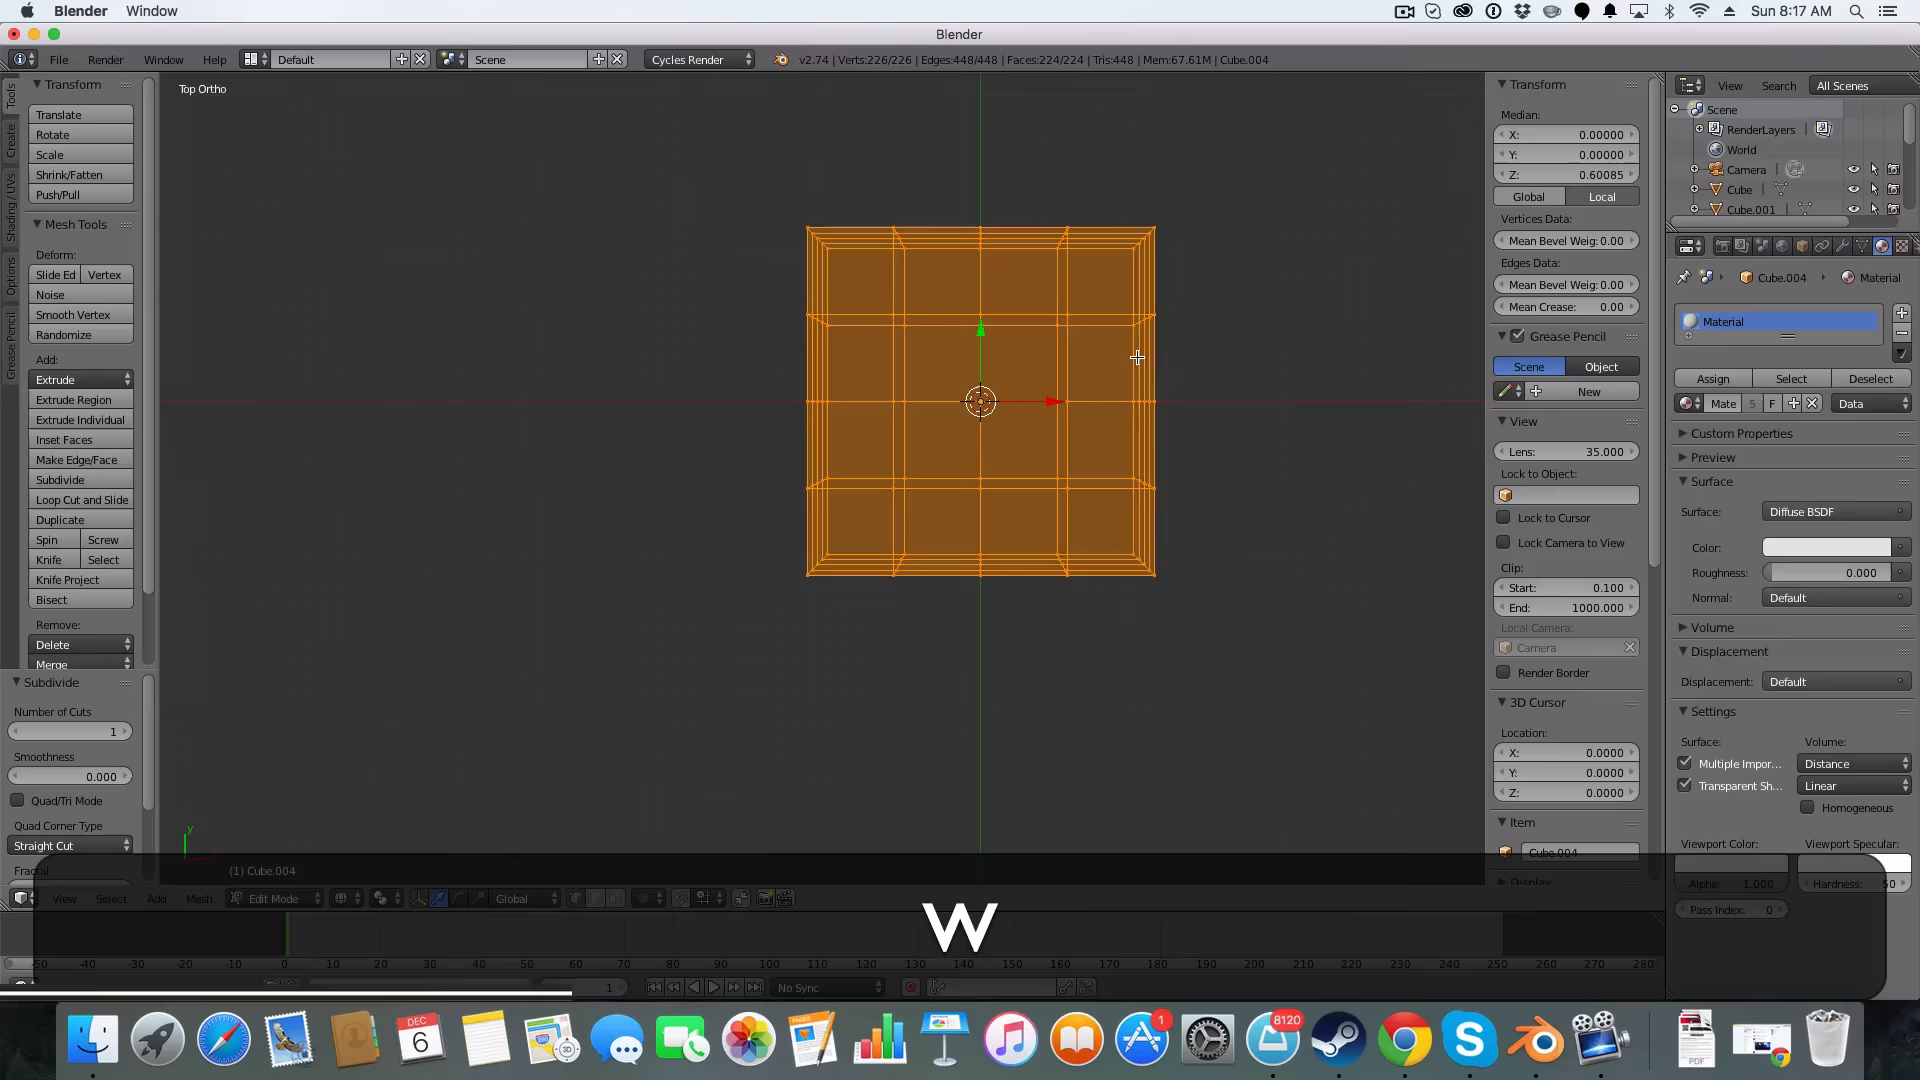 Blender Window Sun 8:17 AM
Blender
File Render Window Help Default Scene Cycles Render v2.74 | Verts:226/226 | Edges:448/448 | Faces:224/224 | Tris:448 | Mem:67.61M | Cube.004
Tools
Create
Shading / UVs
Options
Grease Pencil
Transform
Translate
Rotate
Scale
Shrink/Fatten
Push/Pull
Mesh Tools
Deform:
Slide Ed Vertex
Noise
Smooth Vertex
Randomize
Add:
Extrude
Extrude Region
Extrude Individual
Inset Faces
Make Edge/Face
Subdivide
Loop Cut and Slide
Duplicate
Spin Screw
Knife Select
Knife Project
Bisect
Remove:
Delete
Merge
Subdivide
Number of Cuts
1
Smoothness
0.000
Quad/Tri Mode
Quad Corner Type
Straight Cut
Fractal
Top Ortho
y
(1) Cube.004
View Select Add Mesh Edit Mode Global
W
-50 -40 -30 -20 -10 0 10 20 30 40 50 60 70 80 90 100 110 120 130 140 150 160 170 180 190 200 210 220 230 240 250 260 270 280
1 No Sync
Transform
Median:
X: 0.00000
Y: 0.00000
Z: 0.60085
Global Local
Vertices Data:
Mean Bevel Weig: 0.00
Edges Data:
Mean Bevel Weig: 0.00
Mean Crease: 0.00
Grease Pencil
Scene Object
New
View
Lens: 35.000
Lock to Object:
Lock to Cursor
Lock Camera to View
Clip:
Start: 0.100
End: 1000.000
Local Camera:
Camera
Render Border
3D Cursor
Location:
X: 0.0000
Y: 0.0000
Z: 0.0000
Item
Cube.004
Display
View Search All Scenes
Scene
RenderLayers
World
Camera
Cube
Cube.001
Cube.004 Material
Material
Assign Select Deselect
Mate 5 F Data
Custom Properties
Preview
Surface
Surface: Diffuse BSDF
Color:
Roughness: 0.000
Normal: Default
Volume
Displacement
Displacement: Default
Settings
Surface: Volume:
Multiple Impor... Distance
Transparent Sh... Linear
Homogeneous
Viewport Color: Viewport Specular:
Alpha: 1.000 Hardness: 50
Pass Index: 0
DEC
6
PAGES
1
8120
PDF